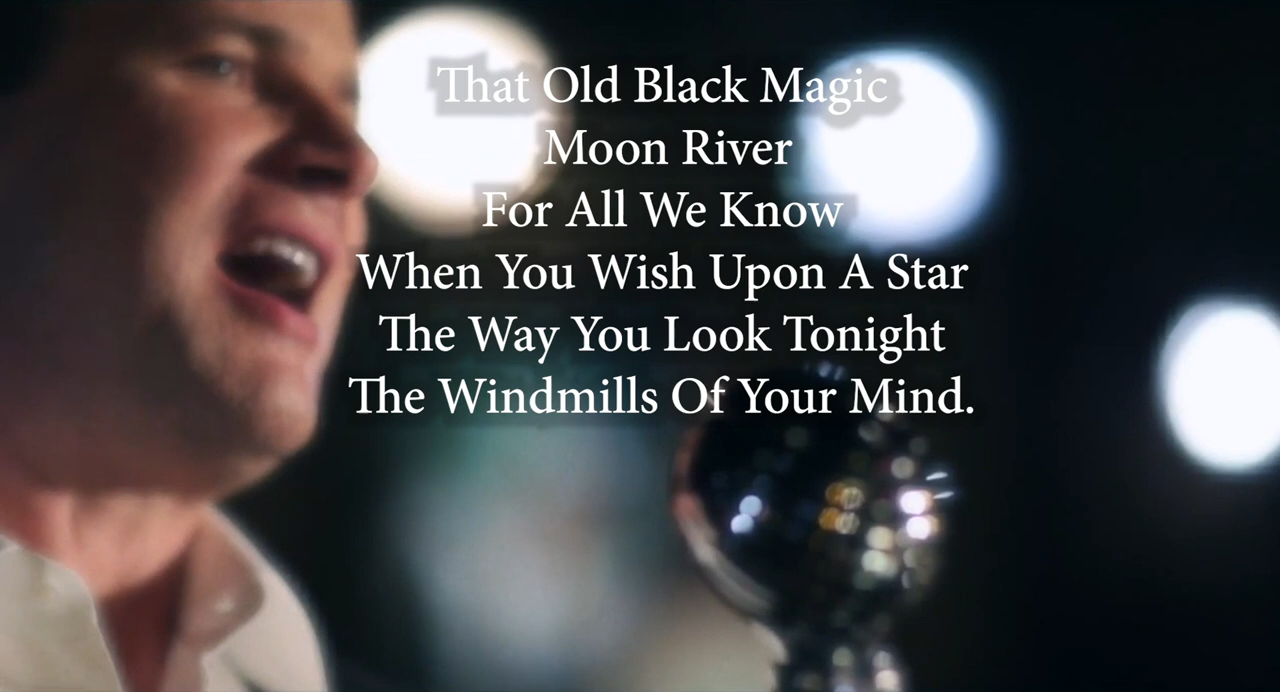 That Old Black Magic
Moon River
For All We Know
When You Wish Upon A Star
The Way You Look Tonight
The Windmills Of Your Mind.